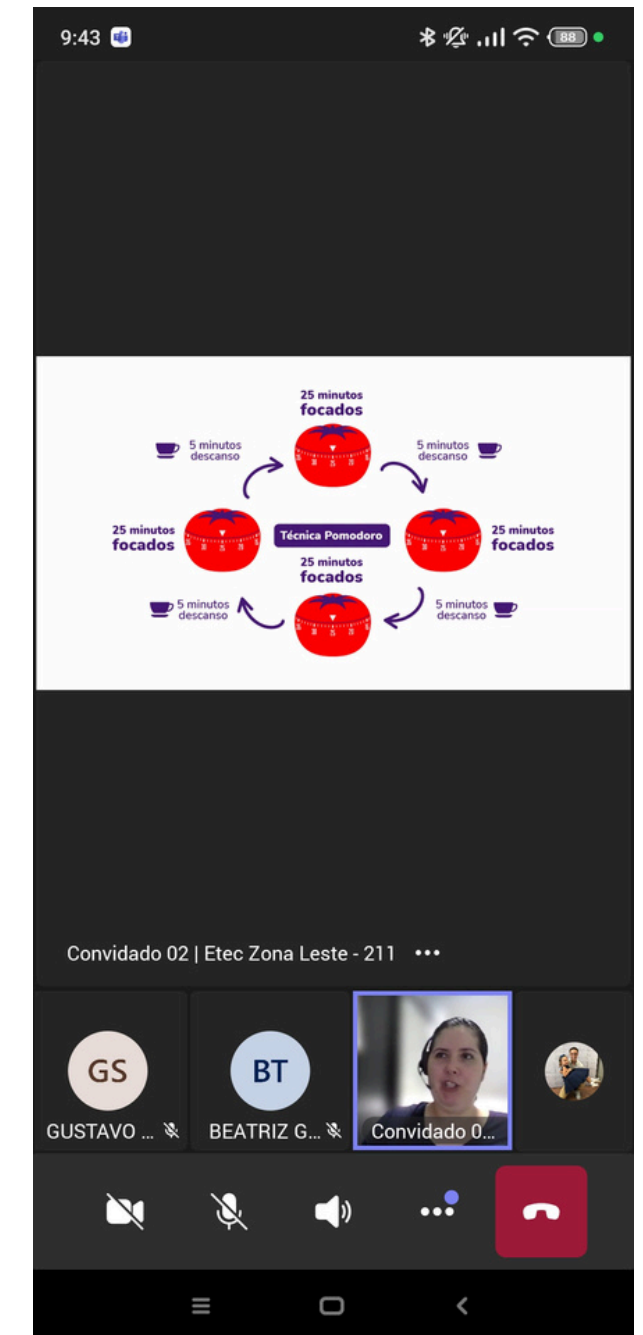 9:43
88
25 minutos
focados
5 minutos
descanso
5 minutos
descanso
25 minutos
focados
Técnica Pomodoro
25 minutos
focados
25 minutos
focados
5 minutos
descanso
5 minutos
descanso
Convidado 02 | Etec Zona Leste - 211 •••
GS
BT
GUSTAVO ...
BEATRIZ G...
Convidado 0...